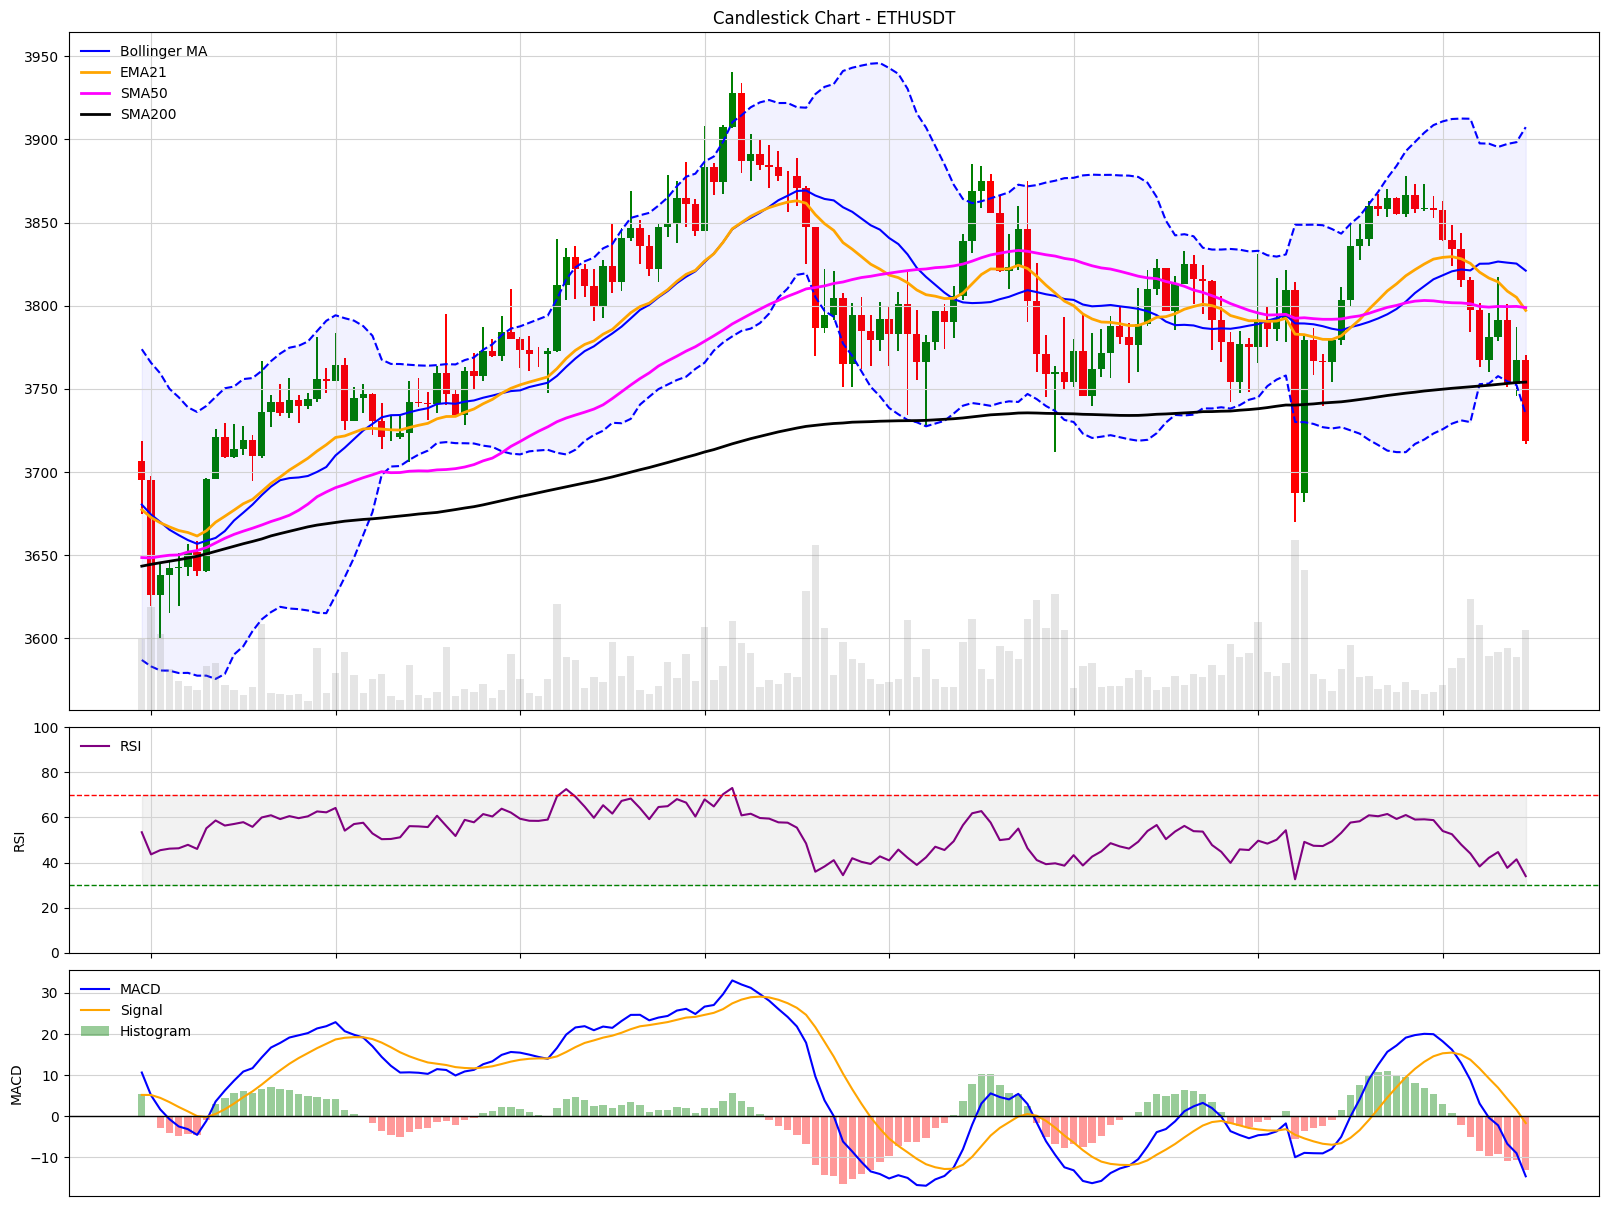 Candlestick Chart - ETHUSDT
Bollinger MA
EMA21
SMA50
SMA200
3950
3900
3850
3800
3750
3700
3650
3600
RSI
100
80
60
40
20
0
RSI
MACD
Signal
Histogram
30
20
10
0
−10
MACD